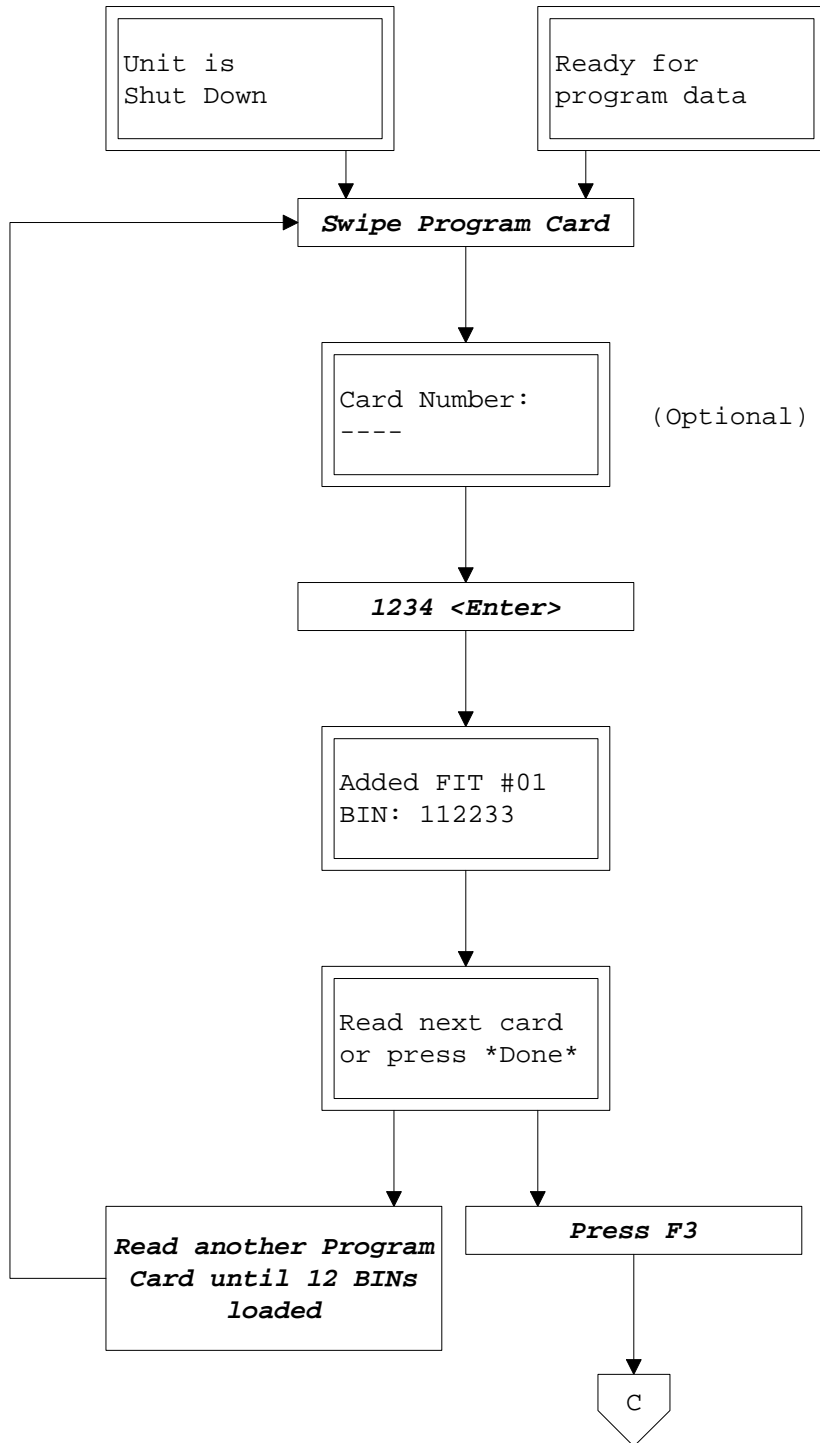 Unit is
Shut Down
Ready for
program data
Swipe Program Card
Card Number:
----
(Optional)
1234 <Enter>
Added FIT #01
BIN: 112233
Read next card
or press *Done*
Read another Program
Card until 12 BINs
loaded
Press F3
C